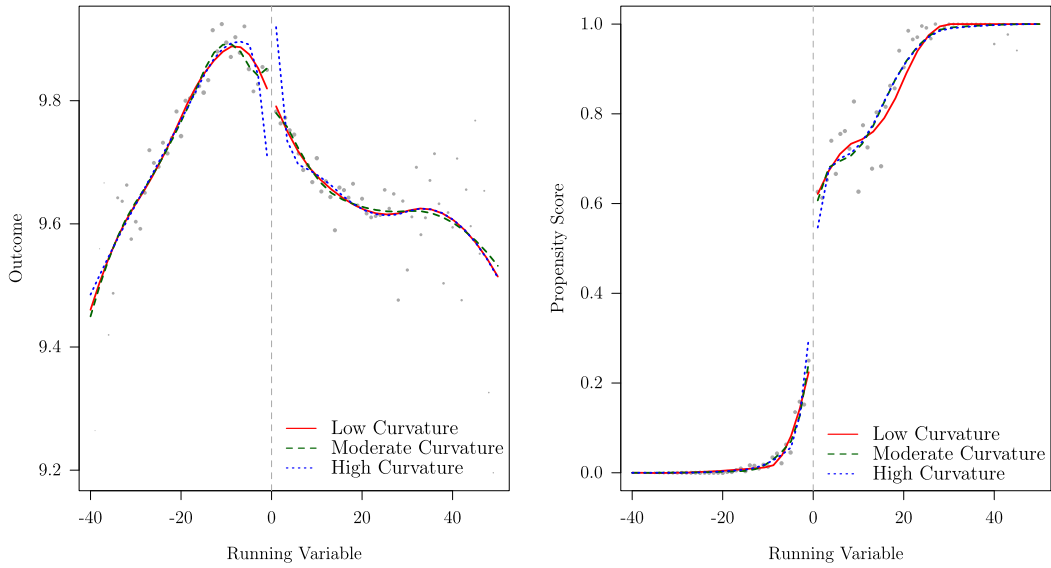 Outcome
9.8
9.6
9.4
9.2
-40
-20
0
20
40
Running Variable
Low Curvature
Moderate Curvature
High Curvature
Propensity Score
1.0
0.8
0.6
0.4
0.2
0.0
-40
-20
0
20
40
Running Variable
Low Curvature
Moderate Curvature
High Curvature